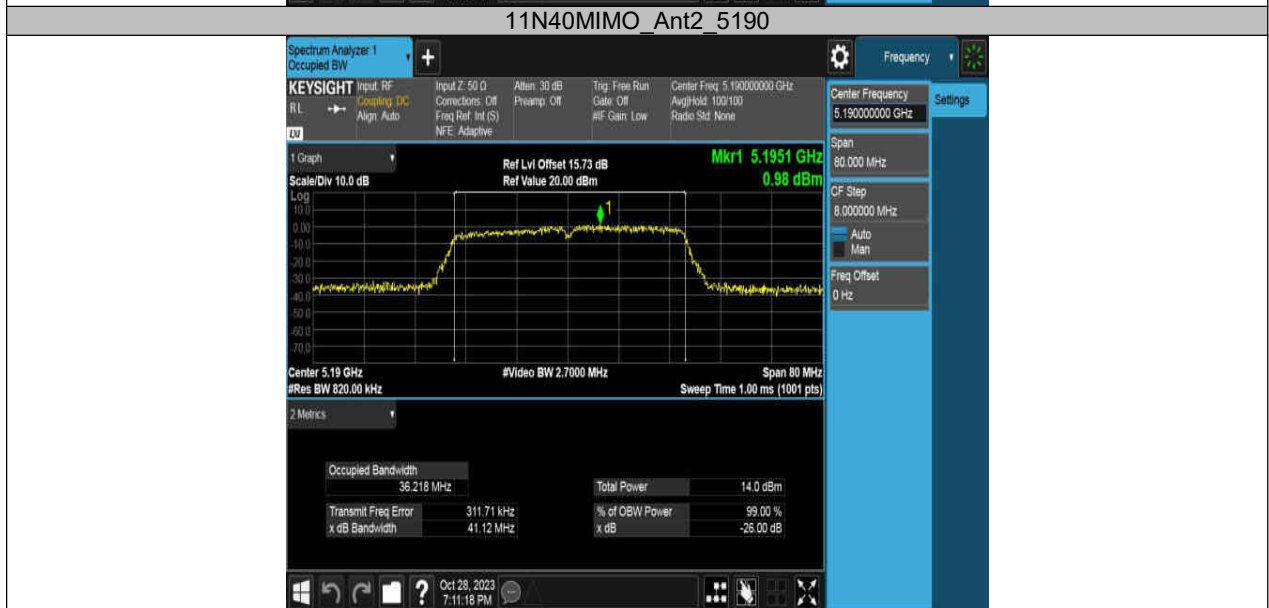 11N40MIMO_Ant2_5190
Spectrum Analyzer 1
Occupied BW
+
Frequency
KEYSIGHT
RL
Input: RF
Coupling: DC
Align: Auto
Input Z: 50 Ω
Corrections: Off
Freq Ref: Int (S)
NFE: Adaptive
Atten: 30 dB
Preamp: Off
Trig: Free Run
Gate: Off
#IF Gain: Low
Center Freq: 5.190000000 GHz
Avg|Hold: 100/100
Radio Std: None
Center Frequency
5.190000000 GHz
Settings
Span
80.000 MHz
CF Step
8.000000 MHz
Auto
Man
Freq Offset
0 Hz
1 Graph
Scale/Div 10.0 dB
Ref Lvl Offset 15.73 dB
Ref Value 20.00 dBm
Mkr1 5.1951 GHz
0.98 dBm
Log
10.0
0.00
-10.0
-20.0
-30.0
-40.0
-50.0
-60.0
-70.0
1
Center 5.19 GHz
#Video BW 2.7000 MHz
Span 80 MHz
#Res BW 820.00 kHz
Sweep Time 1.00 ms (1001 pts)
2 Metrics
Occupied Bandwidth
36.218 MHz
Total Power 14.0 dBm
Transmit Freq Error 311.71 kHz
% of OBW Power 99.00 %
x dB Bandwidth 41.12 MHz
x dB -26.00 dB
?
Oct 28, 2023
7:11:18 PM